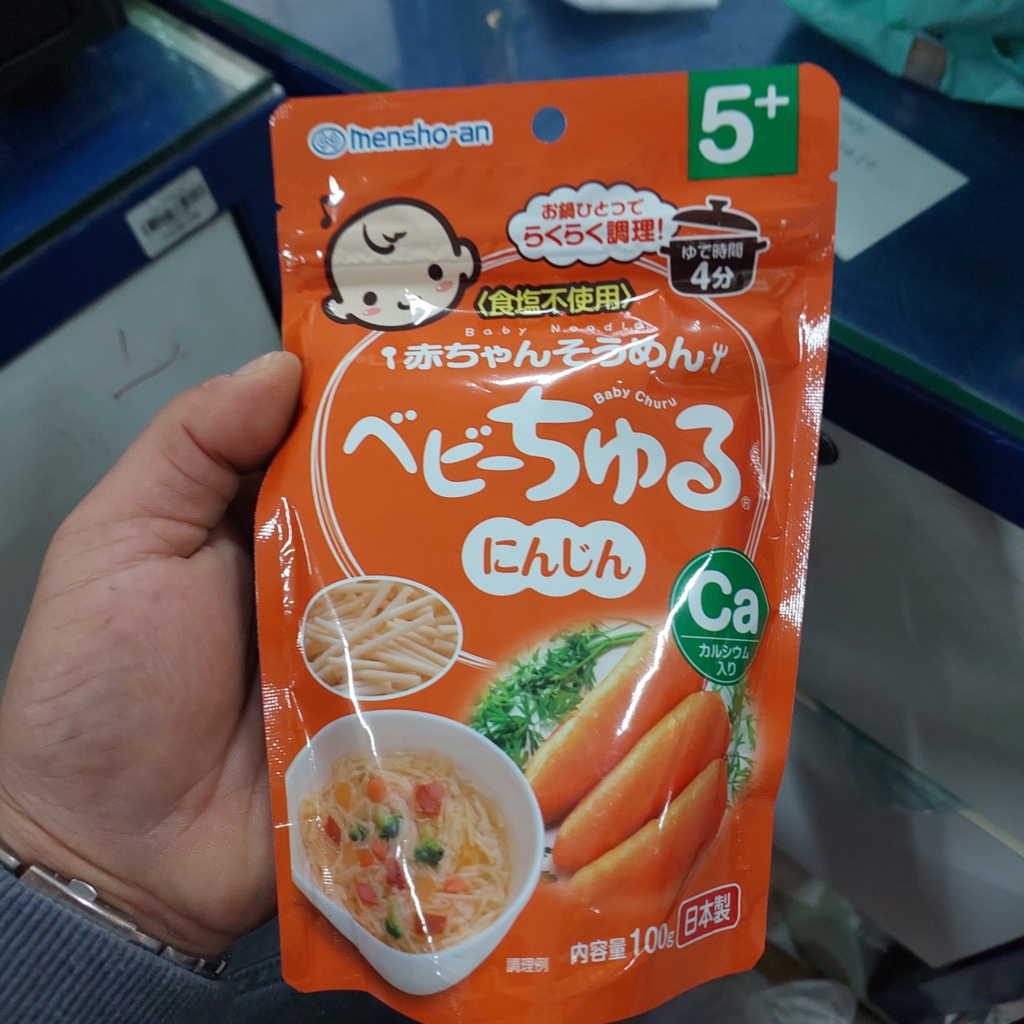 mensho-an
5+
お鍋ひとつで
らくらく調理!
ゆで時間
4分
〈食塩不使用〉
Baby Noodle
赤ちゃんそうめん
Baby Churu
ベビーちゅる®
にんじん
Ca
カルシウム
入り
調理例
内容量100g
日本製